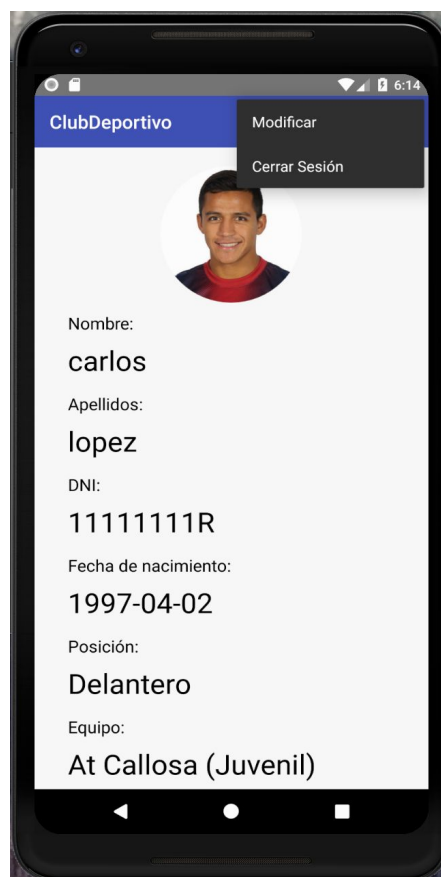 6:14
ClubDeportivo
Modificar
Cerrar Sesión
Nombre:
carlos
Apellidos:
lopez
DNI:
11111111R
Fecha de nacimiento:
1997-04-02
Posición:
Delantero
Equipo:
At Callosa (Juvenil)